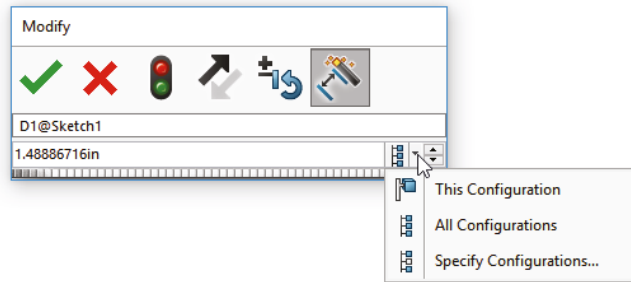 Modify
D1@Sketch1
1.48886716in
This Configuration
All Configurations
Specify Configurations...